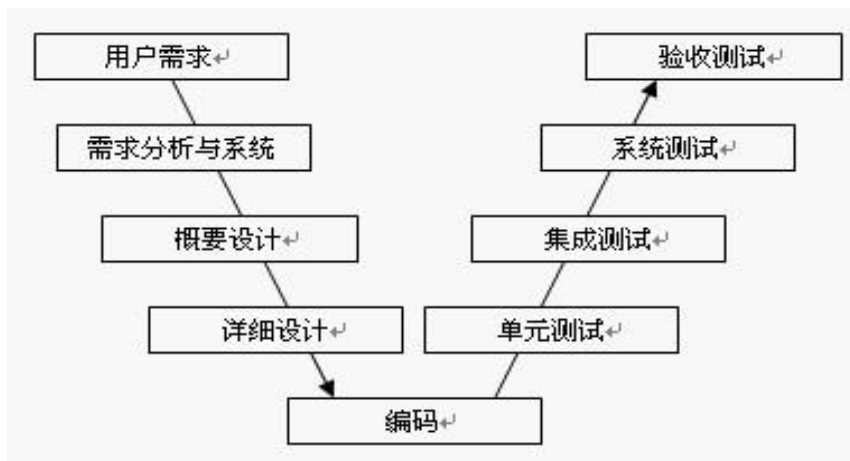 用户需求↵
验收测试↵
需求分析与系统
系统测试↵
概要设计↵
集成测试↵
详细设计↵
单元测试↵
编码↵